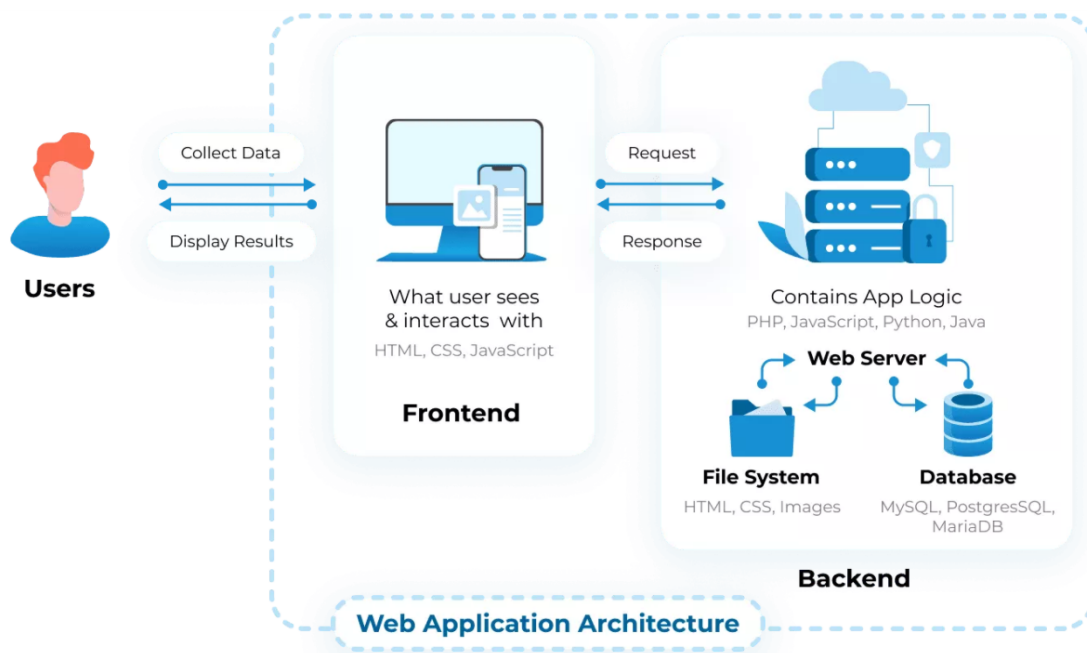 Collect Data
Display Results
Users
What user sees
& interacts with
HTML, CSS, JavaScript
Frontend
Request
Response
Contains App Logic
PHP, JavaScript, Python, Java
Web Server
File System
HTML, CSS, Images
Database
MySQL, PostgresSQL,
MariaDB
Backend
Web Application Architecture